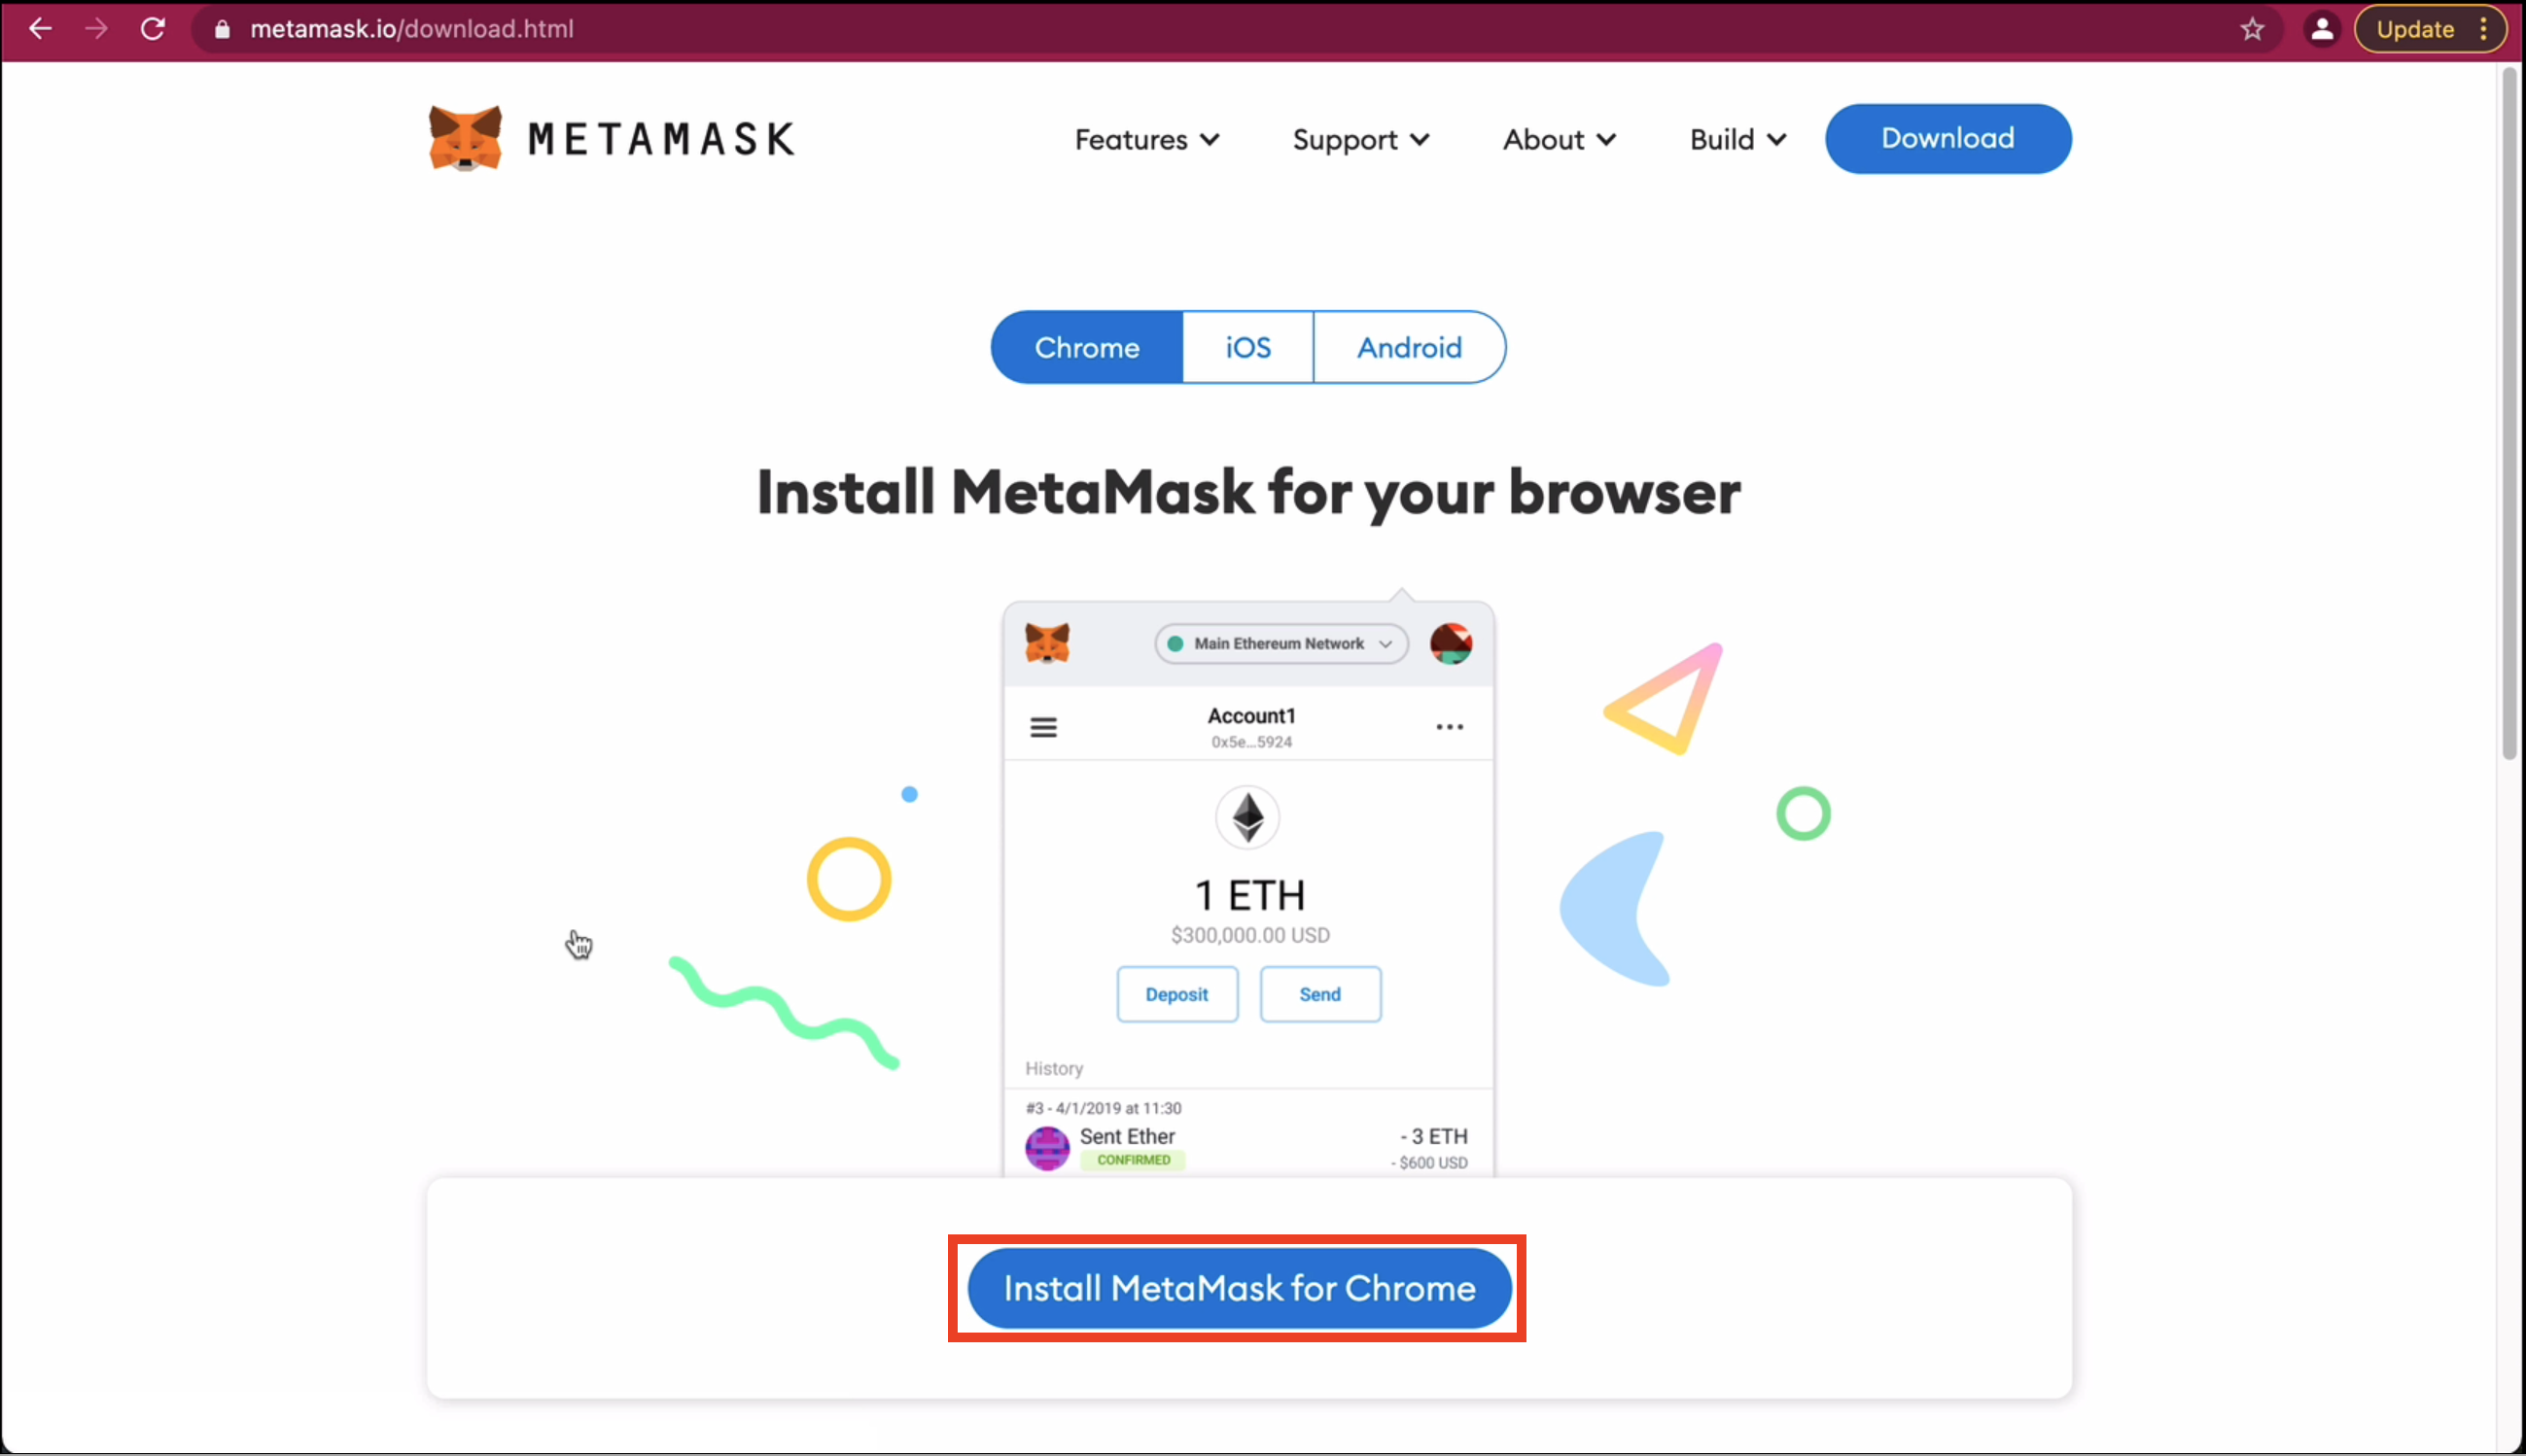 metamask.io/download.html
Update
METAMASK
Features
Support
About
Build
Download
Chrome
iOS
Android
Install MetaMask for your browser
Main Ethereum Network
Account1
0x5e...5924
1 ETH
$300,000.00 USD
Deposit
Send
History
#3 - 4/1/2019 at 11:30
Sent Ether
- 3 ETH
CONFIRMED
- $600 USD
Install MetaMask for Chrome